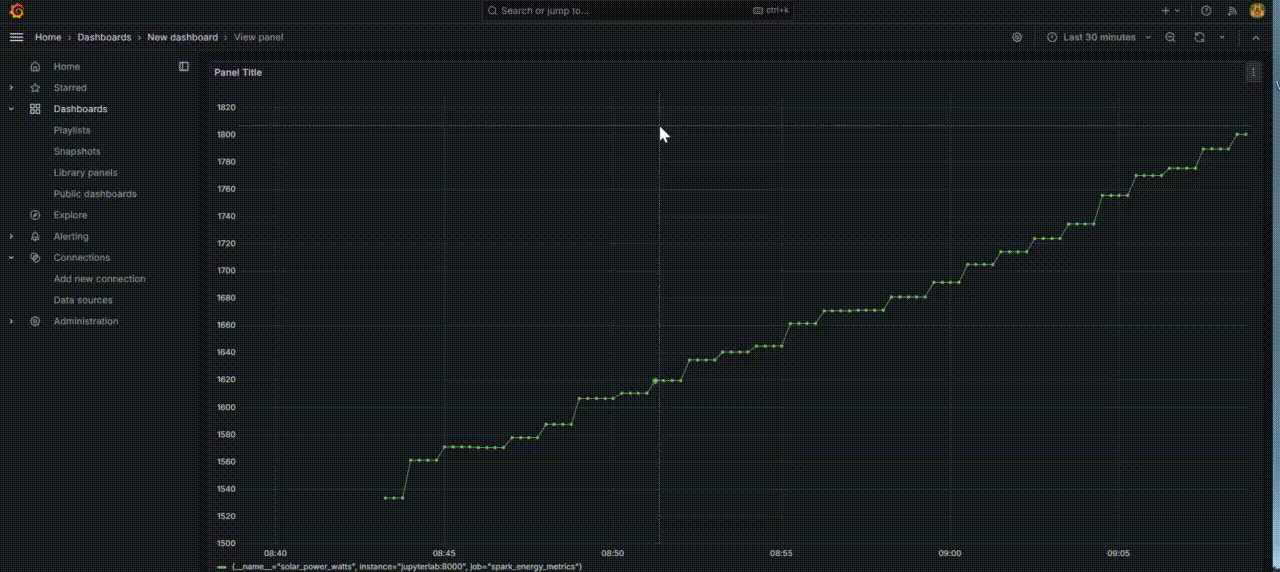 Search or jump to... ctrl+k
Home › Dashboards › New dashboard › View panel Last 30 minutes
Home
Starred
Dashboards
Playlists
Snapshots
Library panels
Public dashboards
Explore
Alerting
Connections
Add new connection
Data sources
Administration
Panel Title
1820
1800
1780
1760
1740
1720
1700
1680
1660
1640
1620
1600
1580
1560
1540
1520
1500
08:40 08:45 08:50 08:55 09:00 09:05
{__name__="solar_power_watts", instance="jupyterlab:8000", job="spark_energy_metrics"}